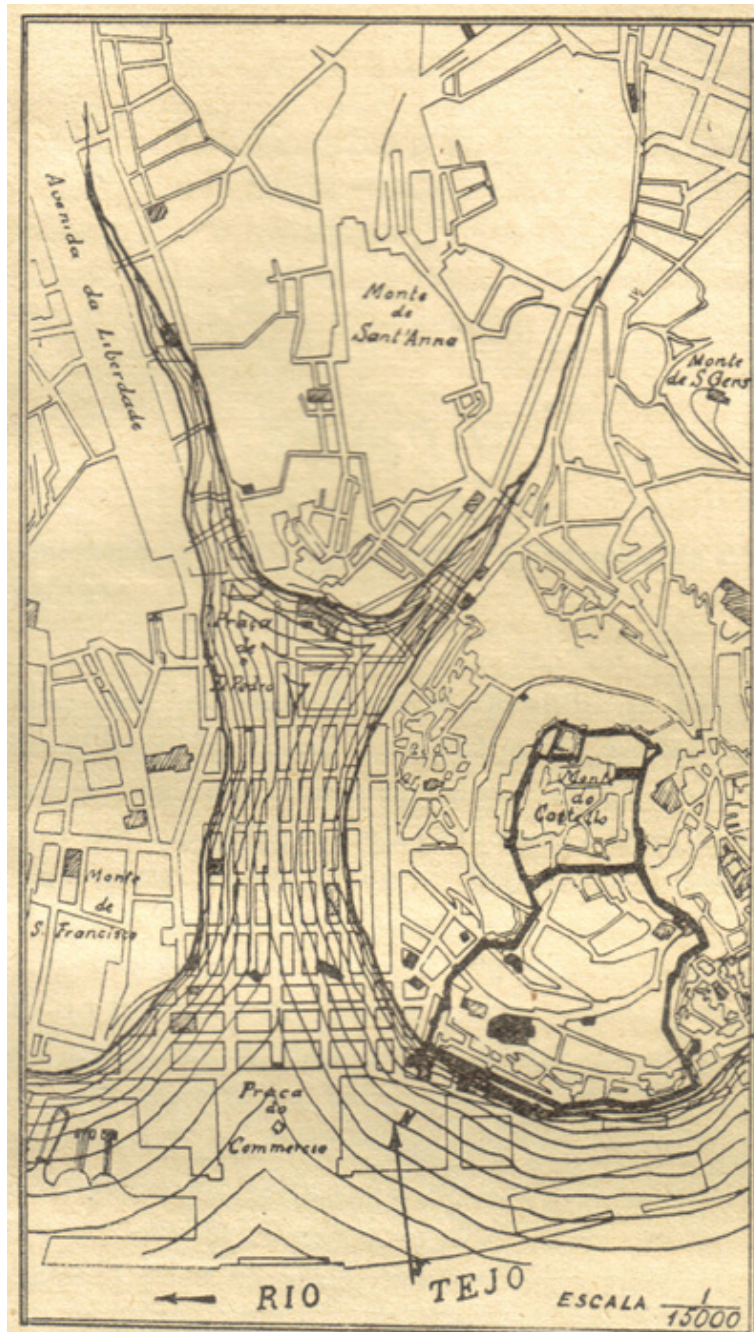 Avenida da Liberdade
Monte
de
Sant'Anna
Monte
de S. Gens
Praça
de
D. Pedro
Monte
do
Castello
Monte
de
S. Francisco
Praça
do
Commercio
N
RIO TEJO
ESCALA 1/15000